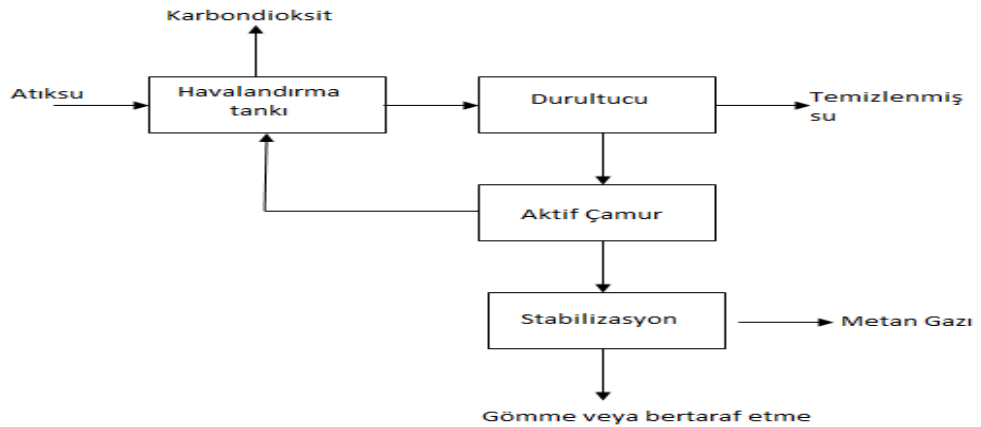 Karbondioksit
Atıksu
Havalandırma
tankı
Durultucu
Temizlenmiş
su
Aktif Çamur
Stabilizasyon
Metan Gazı
Gömme veya bertaraf etme